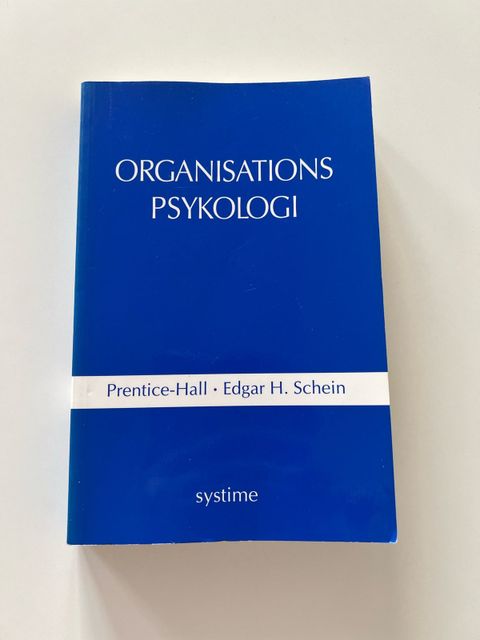 ORGANISATIONS
PSYKOLOGI
Prentice-Hall · Edgar H. Schein
systime